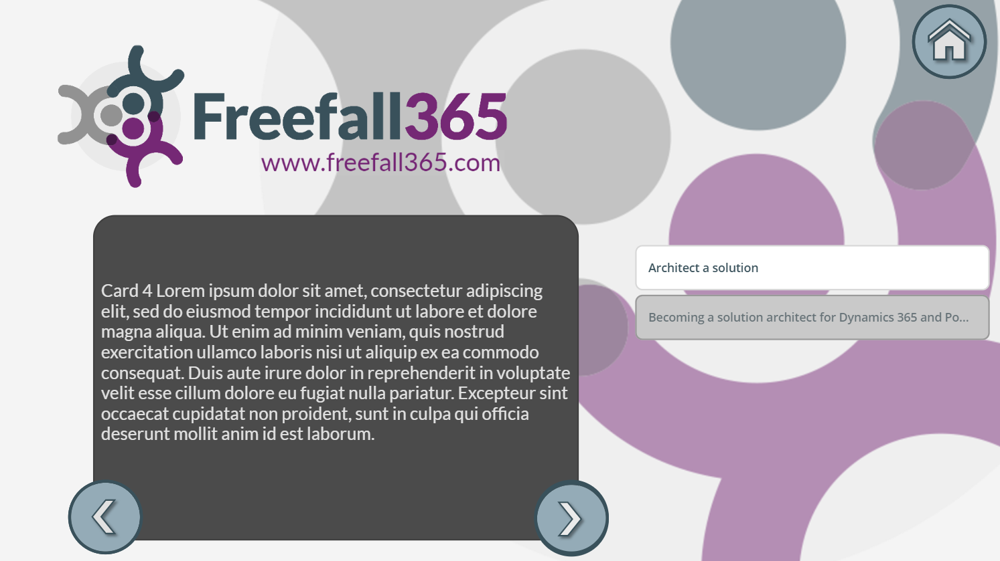 Freefall365
www.freefall365.com
Card 4 Lorem ipsum dolor sit amet, consectetur adipiscing
elit, sed do eiusmod tempor incididunt ut labore et dolore
magna aliqua. Ut enim ad minim veniam, quis nostrud
exercitation ullamco laboris nisi ut aliquip ex ea commodo
consequat. Duis aute irure dolor in reprehenderit in voluptate
velit esse cillum dolore eu fugiat nulla pariatur. Excepteur sint
occaecat cupidatat non proident, sunt in culpa qui officia
deserunt mollit anim id est laborum.
Architect a solution
Becoming a solution architect for Dynamics 365 and Po...